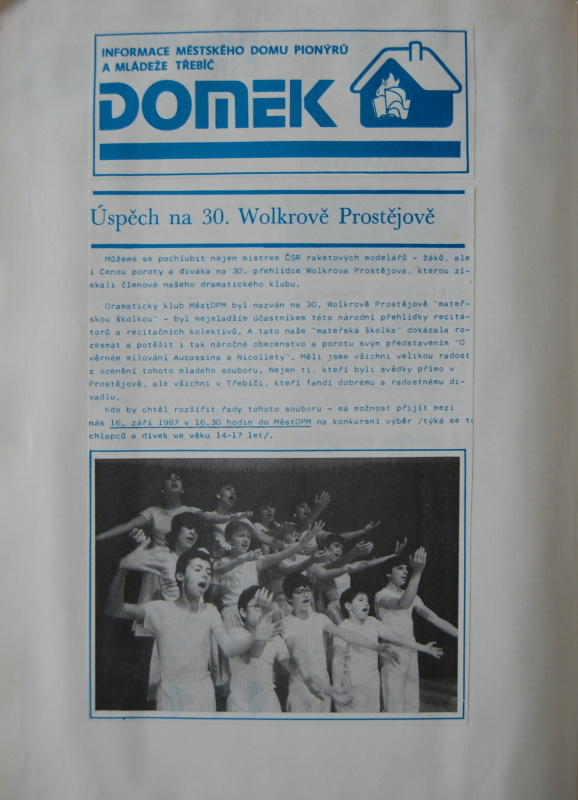 INFORMACE MĚSTSKÉHO DOMU PIONÝRŮ
A MLÁDEŽE TŘEBÍČ
DOMEK
Úspěch na 30. Wolkrově Prostějově
Můžeme se pochlubit nejen mistrem ČSR raketových modelářů - žáků, ale
i Cenou poroty a diváka na 30. přehlídce Wolkrova Prostějova, kterou zí-
skali členové našeho dramatického klubu.
Dramatický klub MěstDPM byl nazván na 30. Wolkrově Prostějově "mateř-
skou školkou" - byl nejmladším účastníkem této národní přehlídky recitá-
torů a recitačních kolektivů. A tato naše "mateřská školka" dokázala ro-
zesmát a potěšit i tak náročné obecenstvo a porotu svým představením "O
věrném milování Aucassina a Nicollety". Měli jsme všichni velikou radost
z ocenění tohoto mladého souboru. Nejen ti, kteří byli svědky přímo v
Prostějově, ale všichni v Třebíči, kteří fandí dobrému a radostnému di-
vadlu.
Kdo by chtěl rozšířit řady tohoto souboru - má možnost přijít mezi
nás 16. září 1987 v 16.30 hodin do MěstDPM na konkursní výběr /týká se to
chlapců a dívek ve věku 14-17 let/.